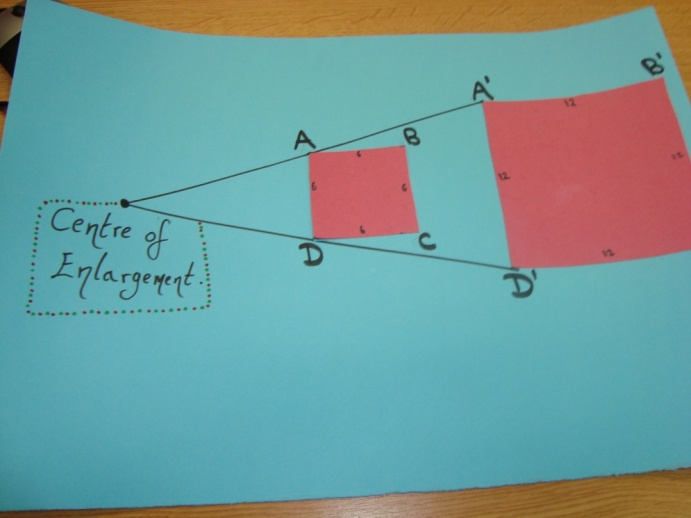 A' B'
12
A B
6
12 12
6 6
6
D C
12
D'
Centre of
Enlargement.